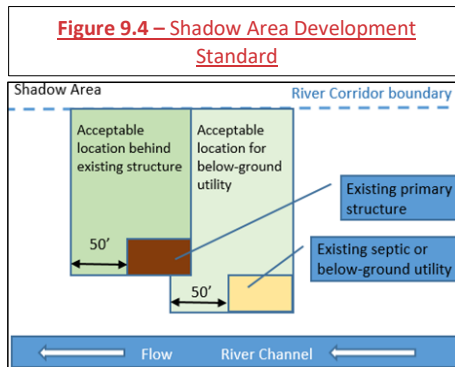 Figure 9.4 – Shadow Area Development
Standard
Shadow Area
River Corridor boundary
Acceptable
location behind
existing structure
Acceptable
location for
below-ground
utility
Existing primary
structure
50’
Existing septic or
below-ground utility
50’
Flow
River Channel